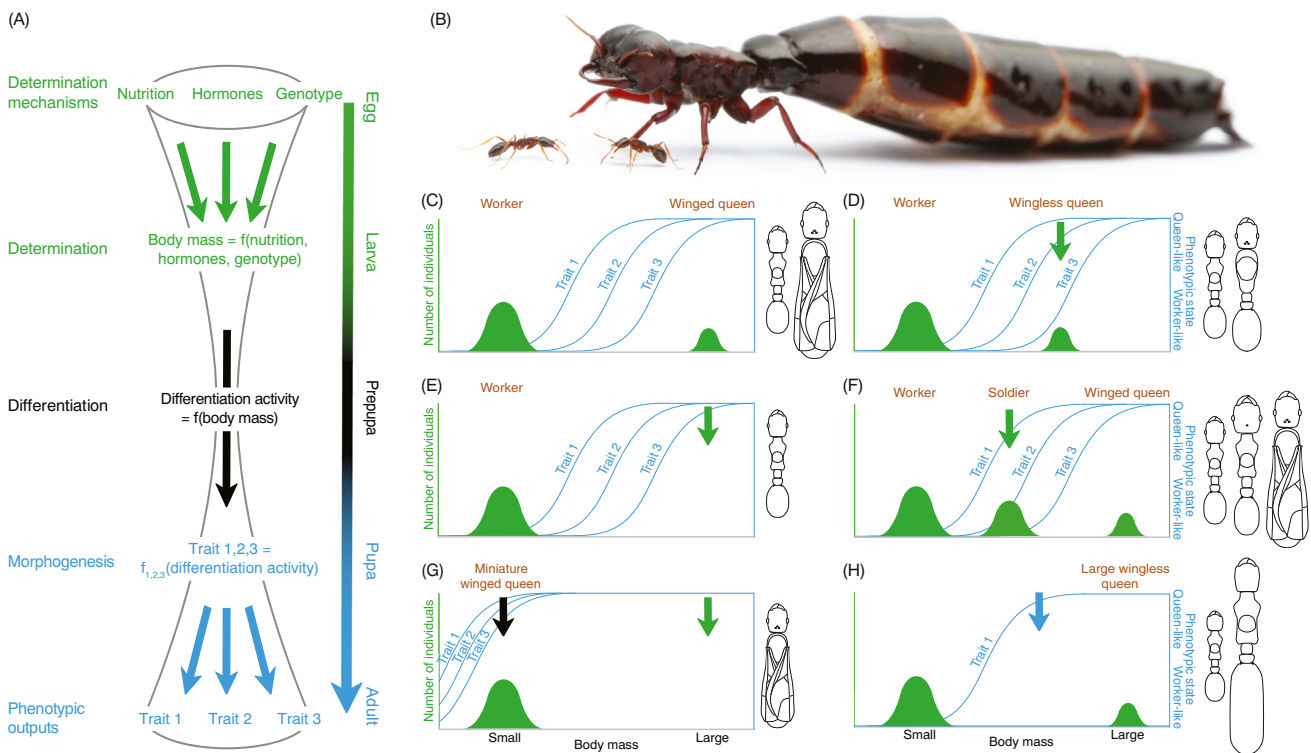 (A)
Determination
mechanisms
Nutrition Hormones Genotype
Egg
Determination
Body mass = f(nutrition,
hormones, genotype)
Larva
Differentiation
Differentiation activity
= f(body mass)
Prepupa
Morphogenesis
Trait 1,2,3 =
f1,2,3(differentiation activity)
Pupa
Phenotypic
outputs
Trait 1 Trait 2 Trait 3
Adult
(B)
(C)
Worker Winged queen
Number of individuals
Trait 1
Trait 2
Trait 3
(D)
Worker Wingless queen
Trait 1
Trait 2
Trait 3
Queen-like
Phenotypic state
Worker-like
(E)
Worker
Number of individuals
Trait 1
Trait 2
Trait 3
(F)
Worker Soldier Winged queen
Trait 1
Trait 2
Trait 3
Queen-like
Phenotypic state
Worker-like
(G)
Miniature
winged queen
Number of individuals
Trait 1
Trait 2
Trait 3
Small Body mass Large
(H)
Large wingless
queen
Trait 1
Queen-like
Phenotypic state
Worker-like
Small Body mass Large